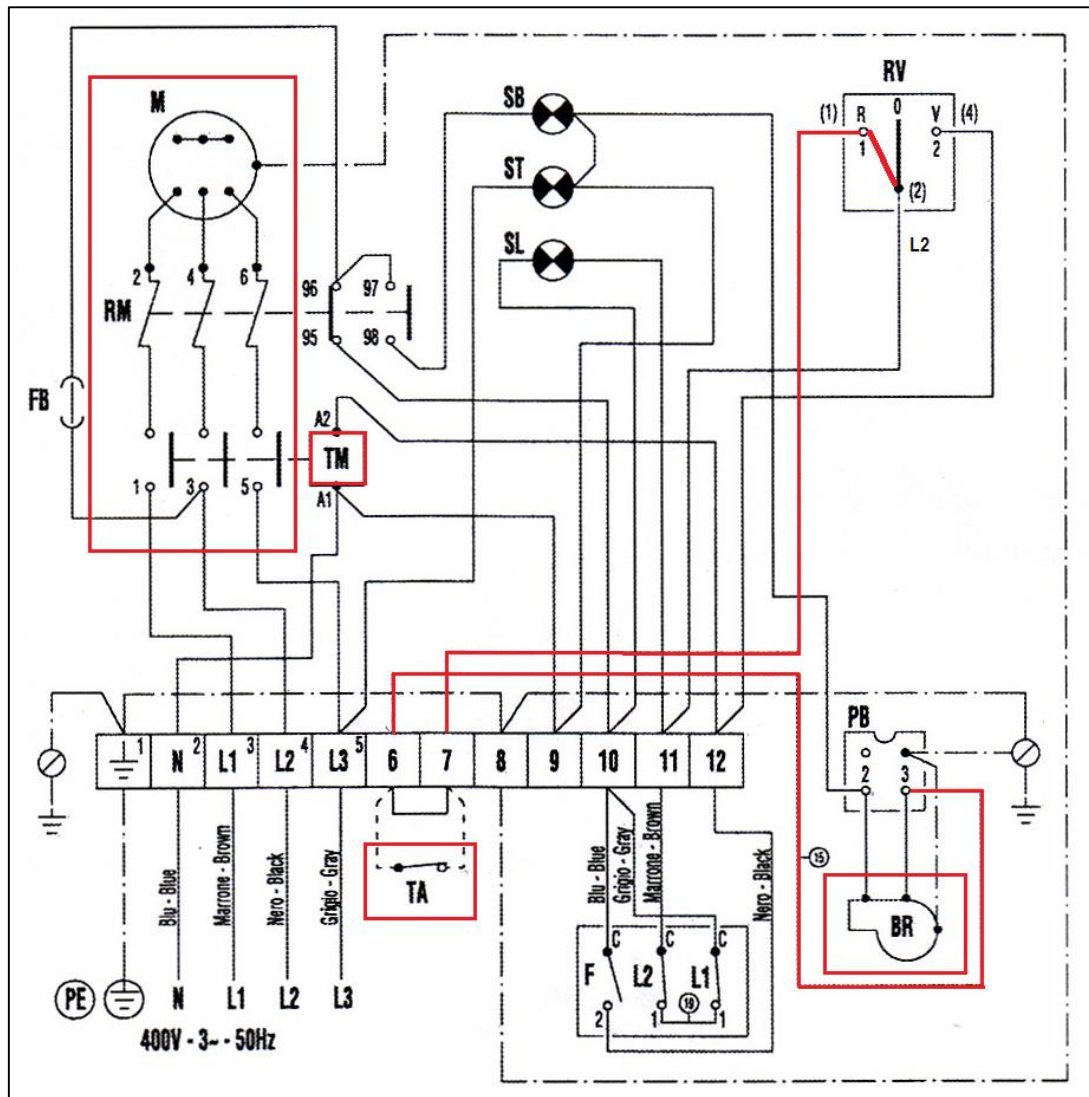 M
SB
ST
SL
RV
(1) R 0 V (4)
1 2
(2)
L2
2 4 6
RM
96 97
95 98
FB
A2
TM
A1
1 3 5
PB
2 3
1 N 2 L1 3 L2 4 L3 5 6 7 8 9 10 11 12
Blu - Blue
Marrone - Brown
Nero - Black
Grigio - Gray
TA
Blu - Blue
Grigio - Gray
Marrone - Brown
Nero - Black
15
BR
C C C
F L2 L1
19
2 1 1
PE N L1 L2 L3
400V - 3~ - 50Hz